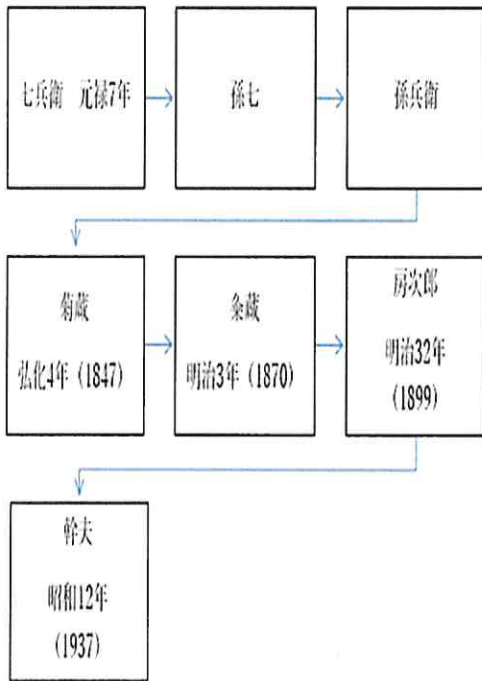 七兵衛　元禄7年
孫七
孫兵衛
菊蔵
弘化4年（1847）
粂蔵
明治3年（1870）
房次郎
明治32年
（1899）
幹夫
昭和12年
（1937）